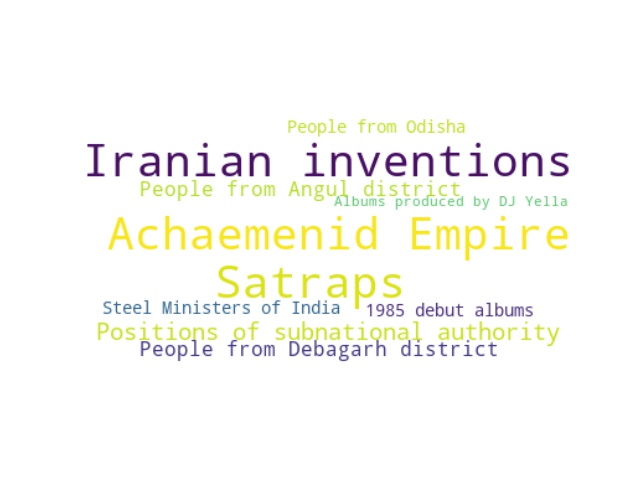 People from Odisha
Iranian inventions
People from Angul district
Albums produced by DJ Yella
Achaemenid Empire
Satraps
Steel Ministers of India
1985 debut albums
Positions of subnational authority
People from Debagarh district